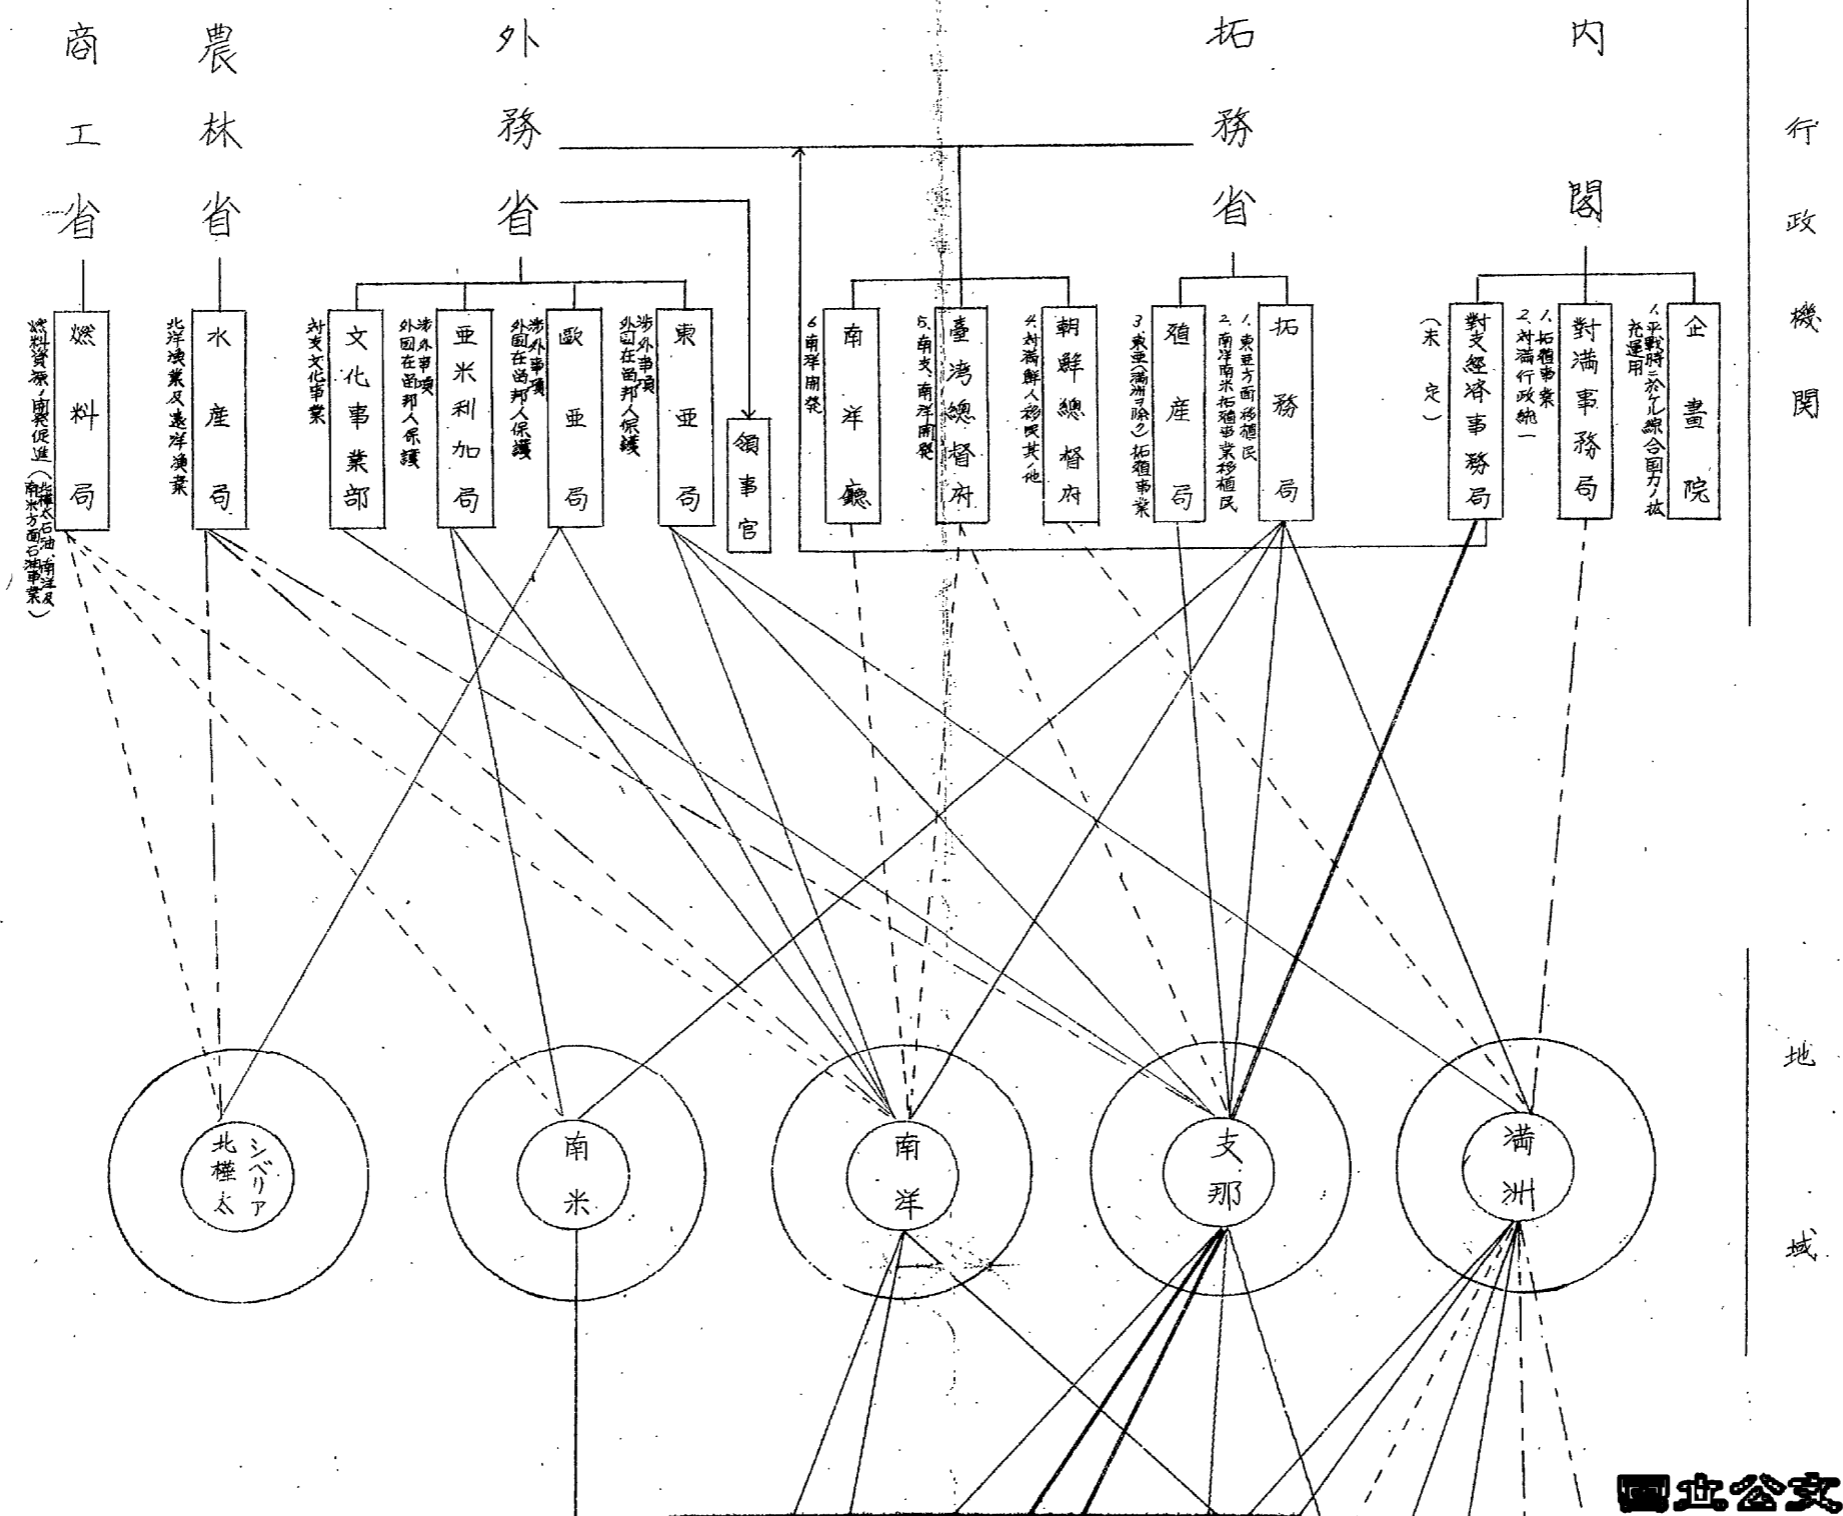 行政機関
内閣
企畫院
1、平戦時ニ於ケル綜合国力ノ拡
充運用
對満事務局
1、拓殖事業
2、対満行政統一
對支經済事務局
(未定)
拓務省
拓務局
1、東亜方面移植民
2、南洋南米拓殖事業移植民
殖産局
3、東亜(満洲ヲ除ク)拓殖事業
朝鮮總督府
4、対満鮮人移民其ノ他
臺湾總督府
5、南支、南洋開発
南洋廳
6、南洋開発
外務省
領事官
東亜局
渉外事項
外国在留邦人保護
歐亜局
渉外事項
外国在留邦人保護
亜米利加局
渉外事項
外国在留邦人保護
文化事業部
対支文化事業
農林省
水産局
北洋漁業及遠洋漁業
商工省
燃料局
燃料資源ノ開発促進(北樺太石油、南洋及
南米方面石油事業)
地域
満洲
支那
南洋
南米
シベリア
北樺太
國立公文